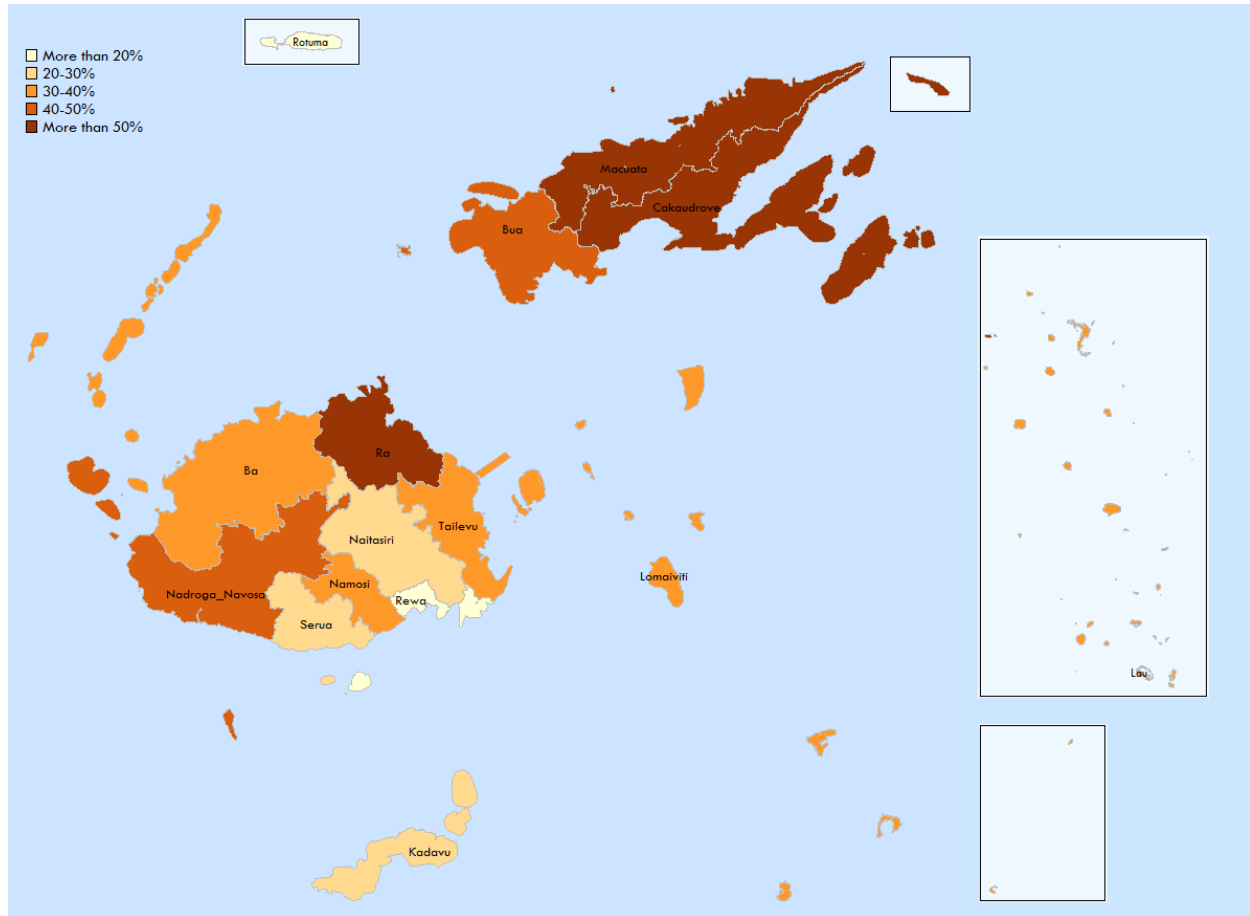 Rotuma
More than 20%
20-30%
30-40%
40-50%
More than 50%
Macuata
Cakaudrove
Bua
Ra
Ba
Tailevu
Naitasiri
Lomaiviti
Namosi
Nadroga_Navosa
Rewa
Serua
Lau
Kadavu